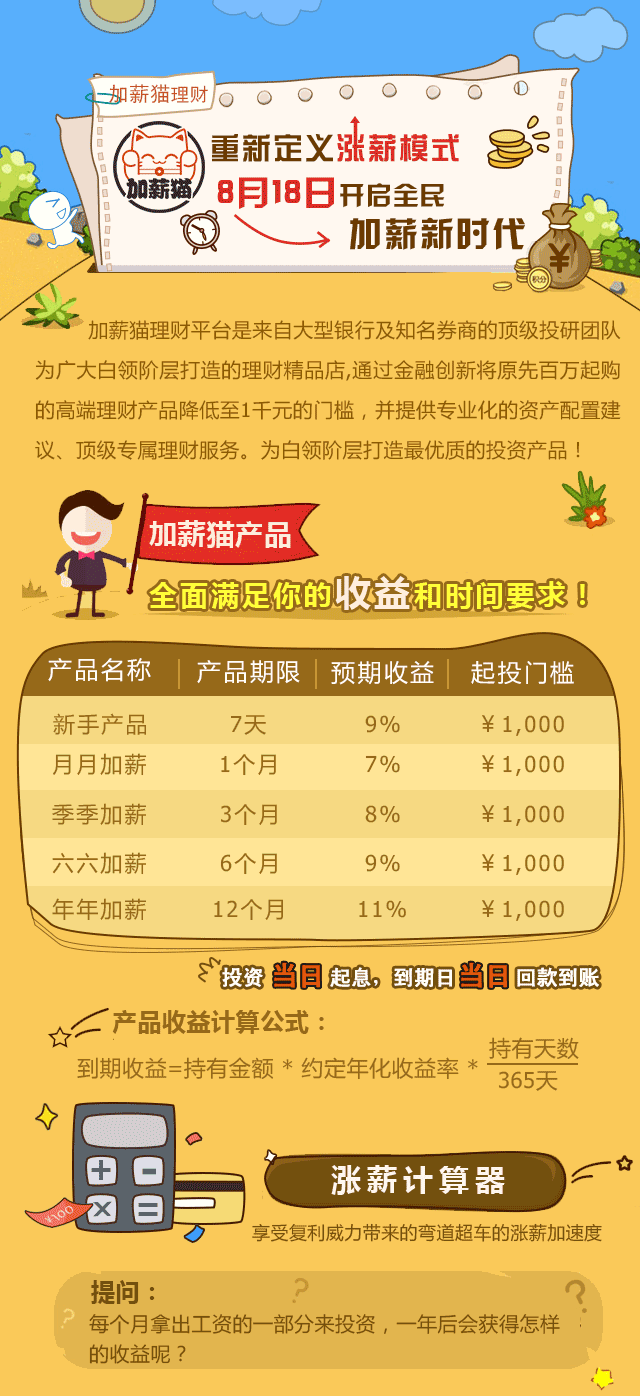 加薪猫理财
加薪猫
重新定义涨薪模式
8月18日开启全民
加薪新时代
¥
积分
加薪猫理财平台是来自大型银行及知名券商的顶级投研团队
为广大白领阶层打造的理财精品店,通过金融创新将原先百万起购
的高端理财产品降低至1千元的门槛，并提供专业化的资产配置建
议、顶级专属理财服务。为白领阶层打造最优质的投资产品！
加薪猫产品
全面满足你的收益和时间要求！
产品名称 产品期限 预期收益 起投门槛
新手产品 7天 9% ¥1,000
月月加薪 1个月 7% ¥1,000
季季加薪 3个月 8% ¥1,000
六六加薪 6个月 9% ¥1,000
年年加薪 12个月 11% ¥1,000
投资 当日 起息，到期日 当日 回款到账
产品收益计算公式：
到期收益=持有金额 * 约定年化收益率 * 持有天数
365天
+ -
× =
¥100
涨薪计算器
享受复利威力带来的弯道超车的涨薪加速度
提问：
每个月拿出工资的一部分来投资，一年后会获得怎样
的收益呢？